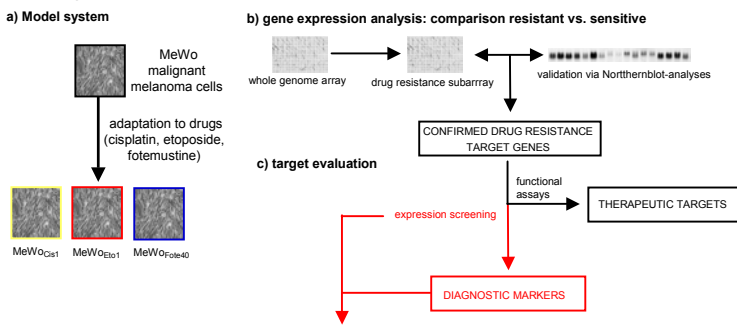 a) Model system
MeWo
malignant
melanoma cells
adaptation to drugs
(cisplatin, etoposide,
fotemustine)
MeWoCis1
MeWoEto1
MeWoFote40
b) gene expression analysis: comparison resistant vs. sensitive
whole genome array
drug resistance subarrray
validation via Nortthernblot-analyses
CONFIRMED DRUG RESISTANCE
TARGET GENES
c) target evaluation
functional
assays
THERAPEUTIC TARGETS
expression screening
DIAGNOSTIC MARKERS